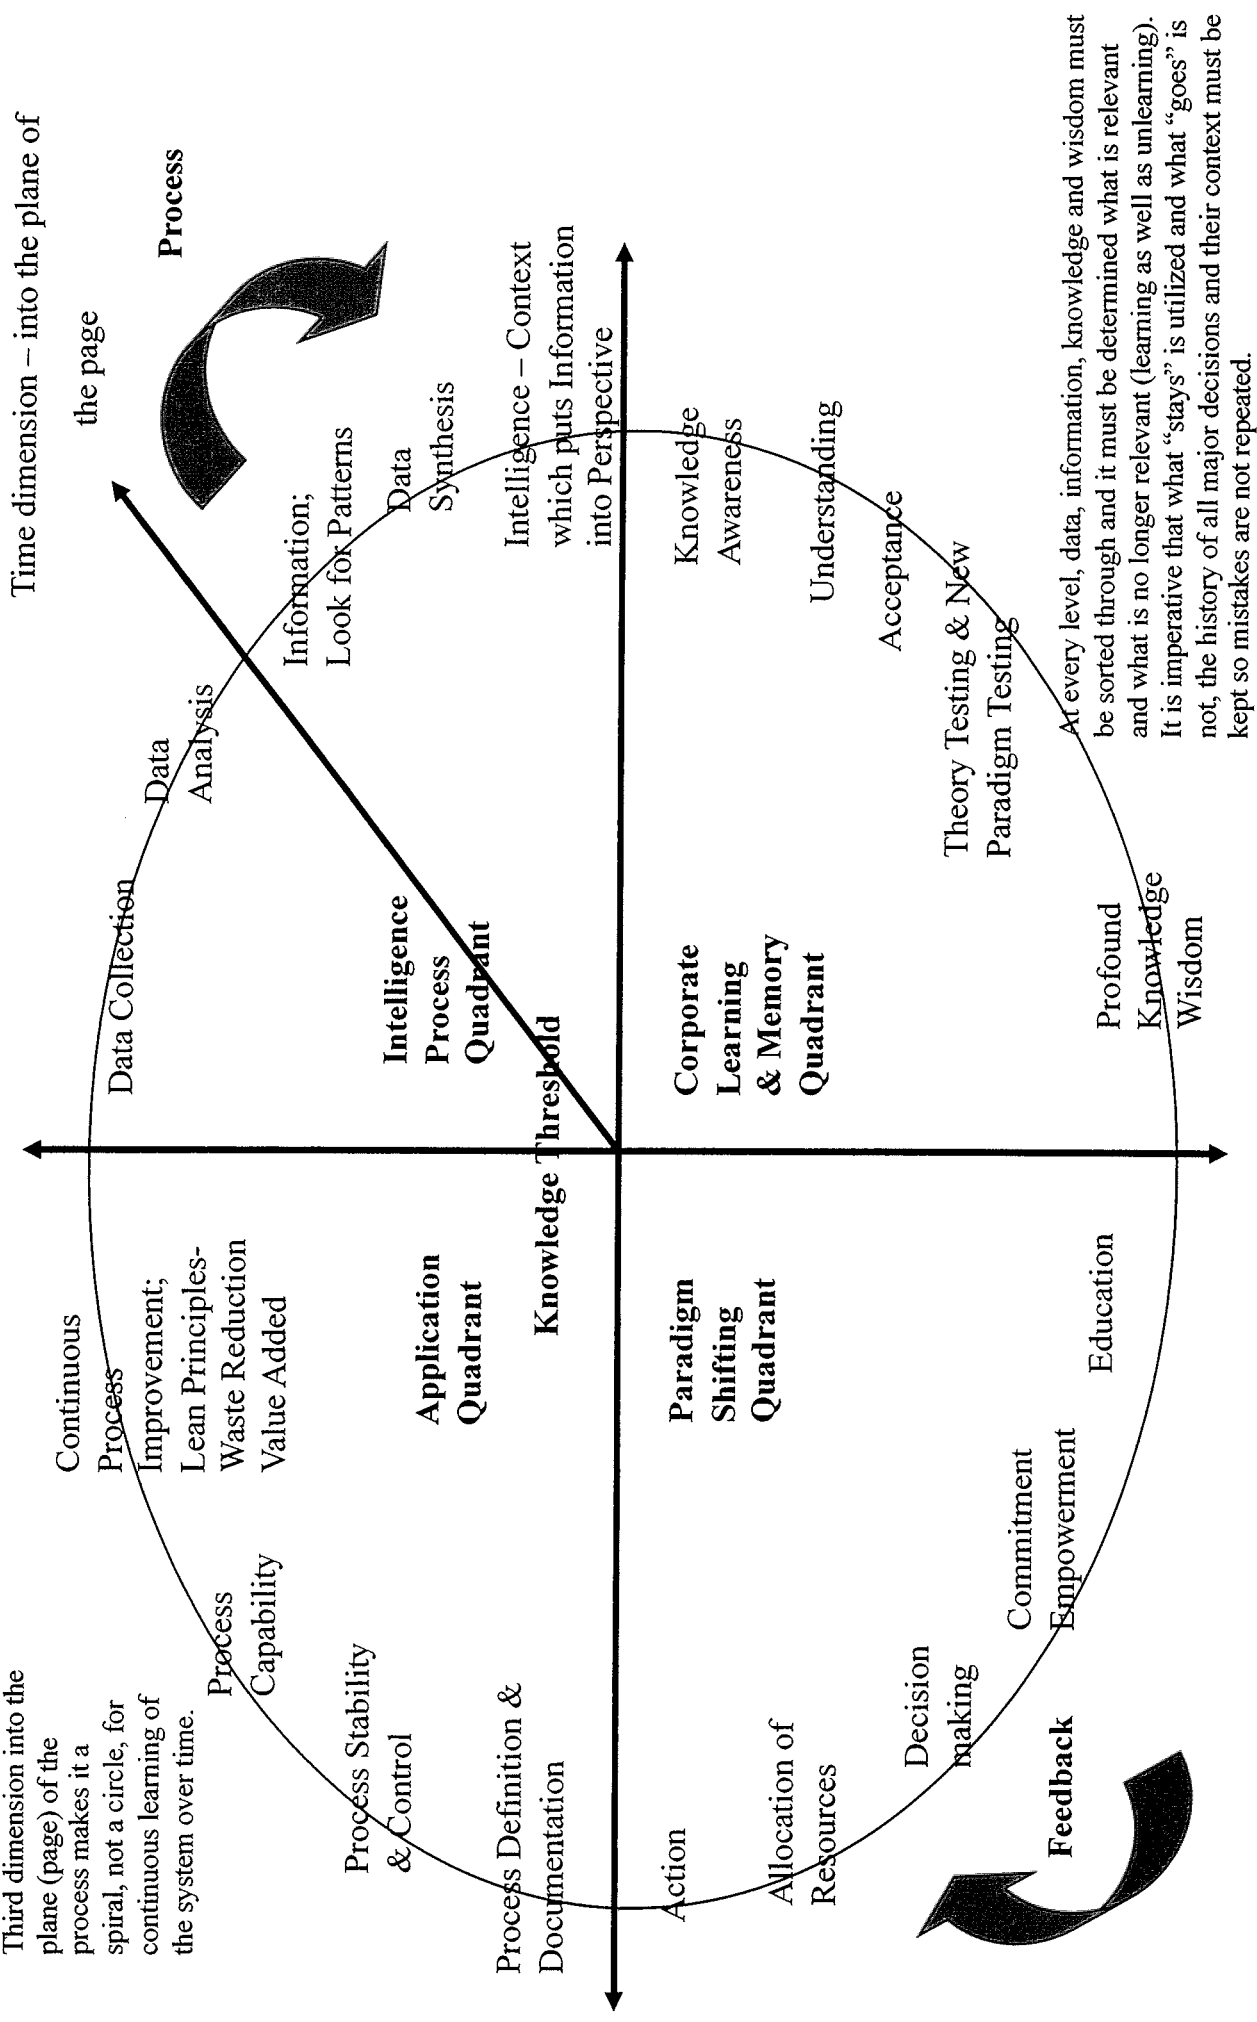 Third dimension into the
plane (page) of the
process makes it a
spiral, not a circle, for
continuous learning of
the system over time.
Time dimension – into the plane of
the page
Process
Continuous
Process
Improvement;
Lean Principles-
Waste Reduction
Value Added
Data Collection
Data
Analysis
Information;
Look for Patterns
Data
Synthesis
Intelligence – Context
which puts Information
into Perspective
Process
Capability
Process Stability
& Control
Process Definition &
Documentation
Application
Quadrant
Intelligence
Process
Quadrant
Knowledge Threshold
Paradigm
Shifting
Quadrant
Corporate
Learning
& Memory
Quadrant
Knowledge
Awareness
Understanding
Acceptance
Theory Testing & New
Paradigm Testing
Profound
Knowledge
Wisdom
Education
Commitment
Empowerment
Decision
making
Allocation of
Resources
Action
Feedback
At every level, data, information, knowledge and wisdom must
be sorted through and it must be determined what is relevant
and what is no longer relevant (learning as well as unlearning).
It is imperative that what “stays” is utilized and what “goes” is
not, the history of all major decisions and their context must be
kept so mistakes are not repeated.